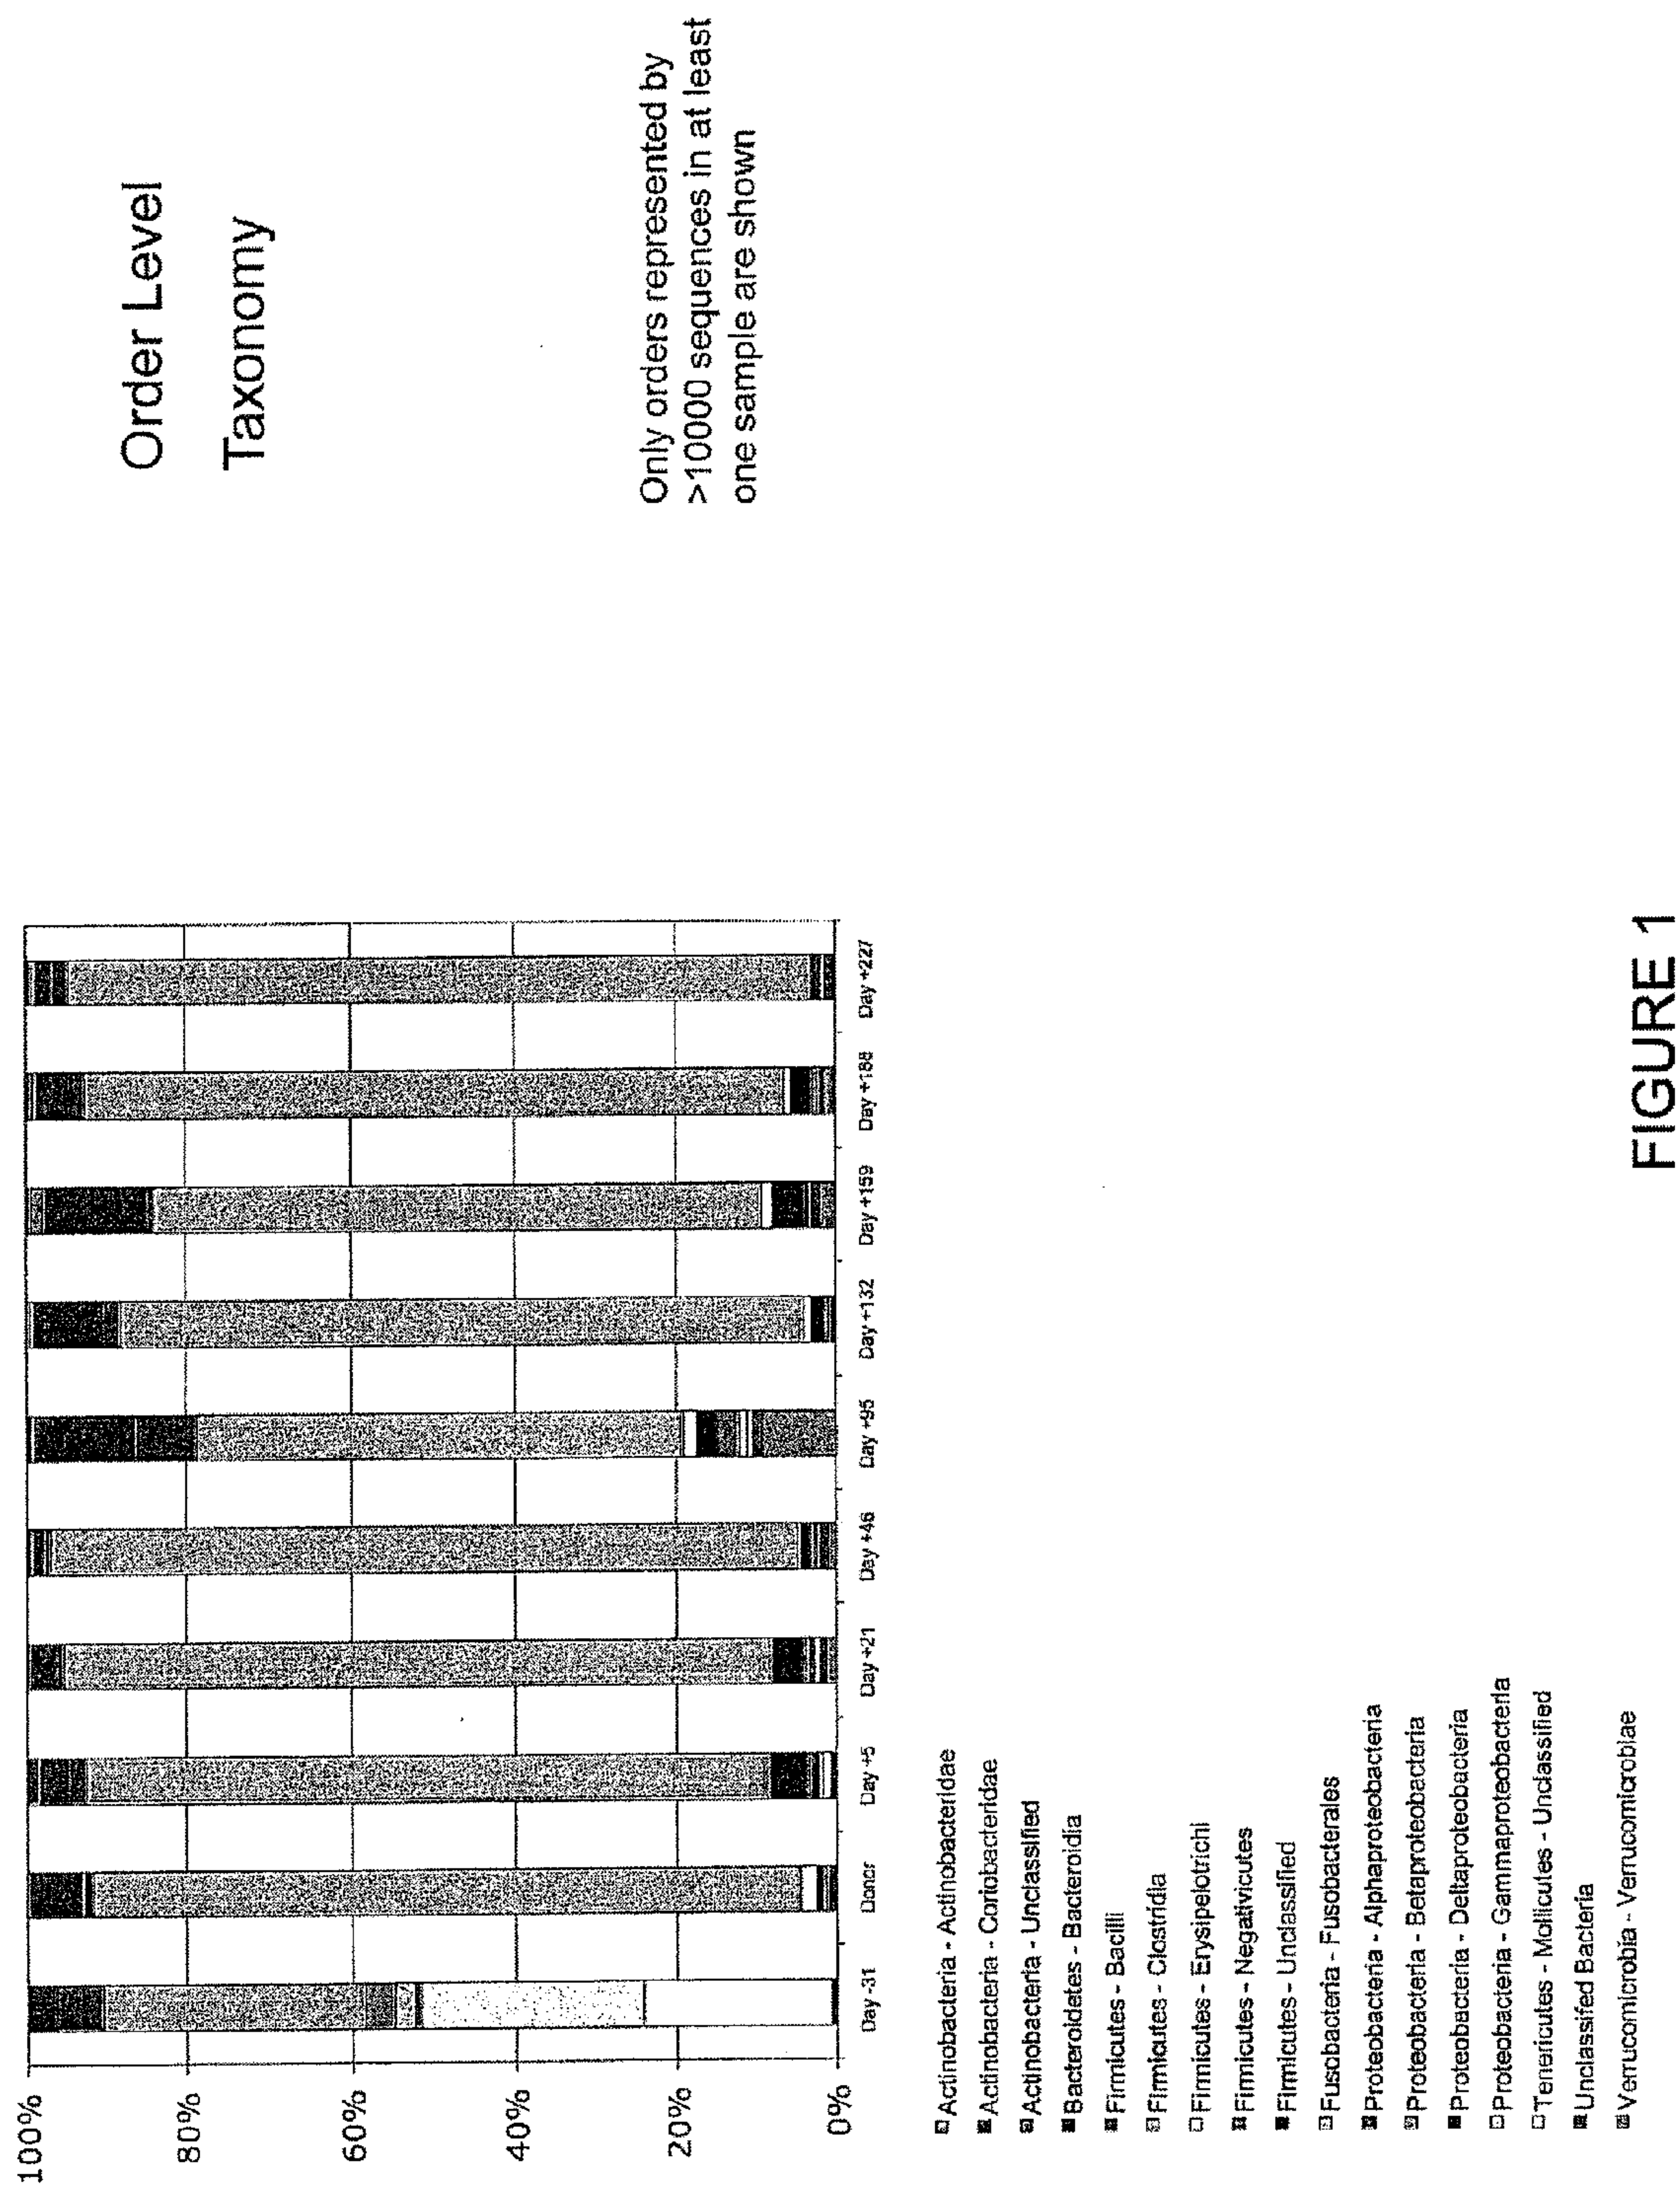 Order Level
Taxonomy
Only orders represented by
>10000 sequences in at least
one sample are shown
100%
80%
60%
40%
20%
0%
Day -31
Donor
Day +5
Day +21
Day +46
Day +95
Day +132
Day +159
Day +188
Day +227
Actinobacteria - Actinobacteridae
Actinobacteria - Coriobacteridae
Actinobacteria - Unclassified
Bacteroidetes - Bacteroidia
Firmicutes - Bacilli
Firmicutes - Clostridia
Firmicutes - Erysipelotrichi
Firmicutes - Negativicutes
Firmicutes - Unclassified
Fusobacteria - Fusobacterales
Proteobacteria - Alphaproteobacteria
Proteobacteria - Betaproteobacteria
Proteobacteria - Deltaproteobacteria
Proteobacteria - Gammaproteobacteria
Tenericutes - Mollicutes - Unclassified
Unclassifed Bacteria
Verrucomicrobia - Verrucomicrobiae
FIGURE 1